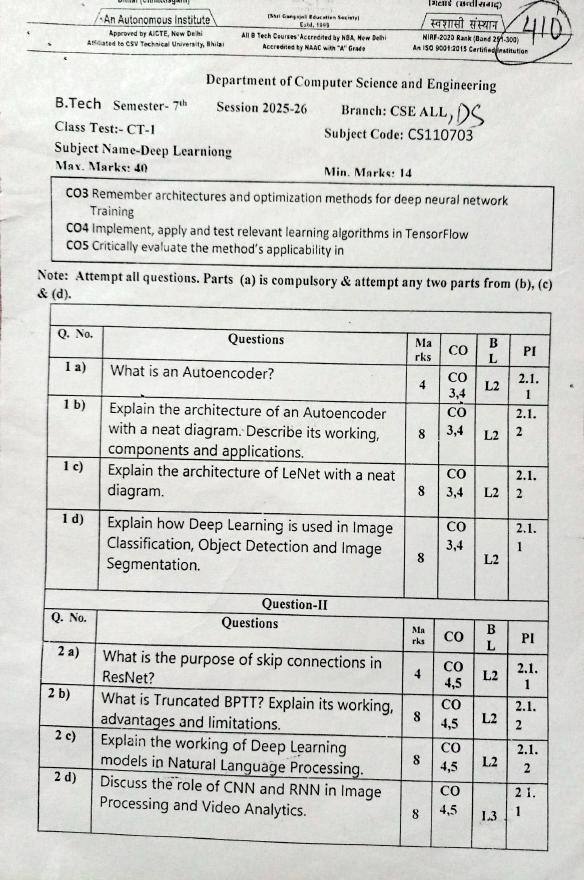 -An Autonomous Institute
Approved by AICTE, New Delhi
Affiliated to CSV Technical University, Bhilai
(Shri Gangajali Education Society)
Estd. 1999
All B Tech Courses' Accredited by NBA, New Delhi
Accredited by NAAC with "A" Grade
स्वशासी संस्थान
NIRF-2020 Rank (Band 251-300)
An ISO 9001:2015 Certified Institution
410
Department of Computer Science and Engineering
B.Tech Semester- 7th Session 2025-26 Branch: CSE ALL, DS
Class Test:- CT-1 Subject Code: CS110703
Subject Name-Deep Learniong
Max. Marks: 40 Min. Marks: 14
CO3 Remember architectures and optimization methods for deep neural network
Training
CO4 Implement, apply and test relevant learning algorithms in TensorFlow
CO5 Critically evaluate the method's applicability in
Note: Attempt all questions. Parts (a) is compulsory & attempt any two parts from (b), (c)
& (d).
Q. No. Questions Ma rks CO B L PI
1 a) What is an Autoencoder? 4 CO 3,4 L2 2.1. 1
1 b) Explain the architecture of an Autoencoder
with a neat diagram. Describe its working,
components and applications. 8 CO 3,4 L2 2.1. 2
1 c) Explain the architecture of LeNet with a neat
diagram. 8 CO 3,4 L2 2.1. 2
1 d) Explain how Deep Learning is used in Image
Classification, Object Detection and Image
Segmentation. 8 CO 3,4 L2 2.1. 1
Question-II
Q. No. Questions Ma rks CO B L PI
2 a) What is the purpose of skip connections in
ResNet? 4 CO 4,5 L2 2.1. 1
2 b) What is Truncated BPTT? Explain its working,
advantages and limitations. 8 CO 4,5 L2 2.1. 2
2 c) Explain the working of Deep Learning
models in Natural Language Processing. 8 CO 4,5 L2 2.1. 2
2 d) Discuss the role of CNN and RNN in Image
Processing and Video Analytics. 8 CO 4,5 L3 2 1. 1